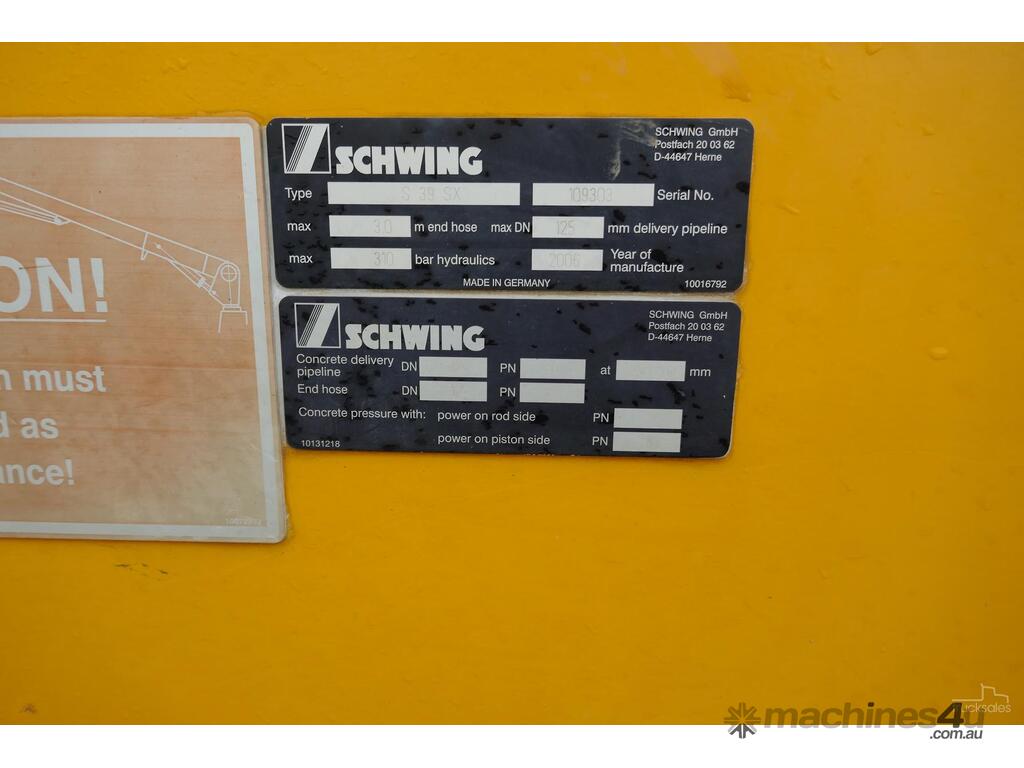 ON!
must
d as
ance!
SCHWING
SCHWING GmbH
Postfach 20 03 62
D-44647 Herne
Type S 39 SX 109303 Serial No.
max 3.0 m end hose max DN 125 mm delivery pipeline
max 310 bar hydraulics 2006 Year of manufacture
MADE IN GERMANY 10016792
SCHWING
SCHWING GmbH
Postfach 20 03 62
D-44647 Herne
Concrete delivery pipeline DN PN at mm
End hose DN PN
Concrete pressure with: power on rod side PN
10131218 power on piston side PN
trucksales
machines4u
.com.au